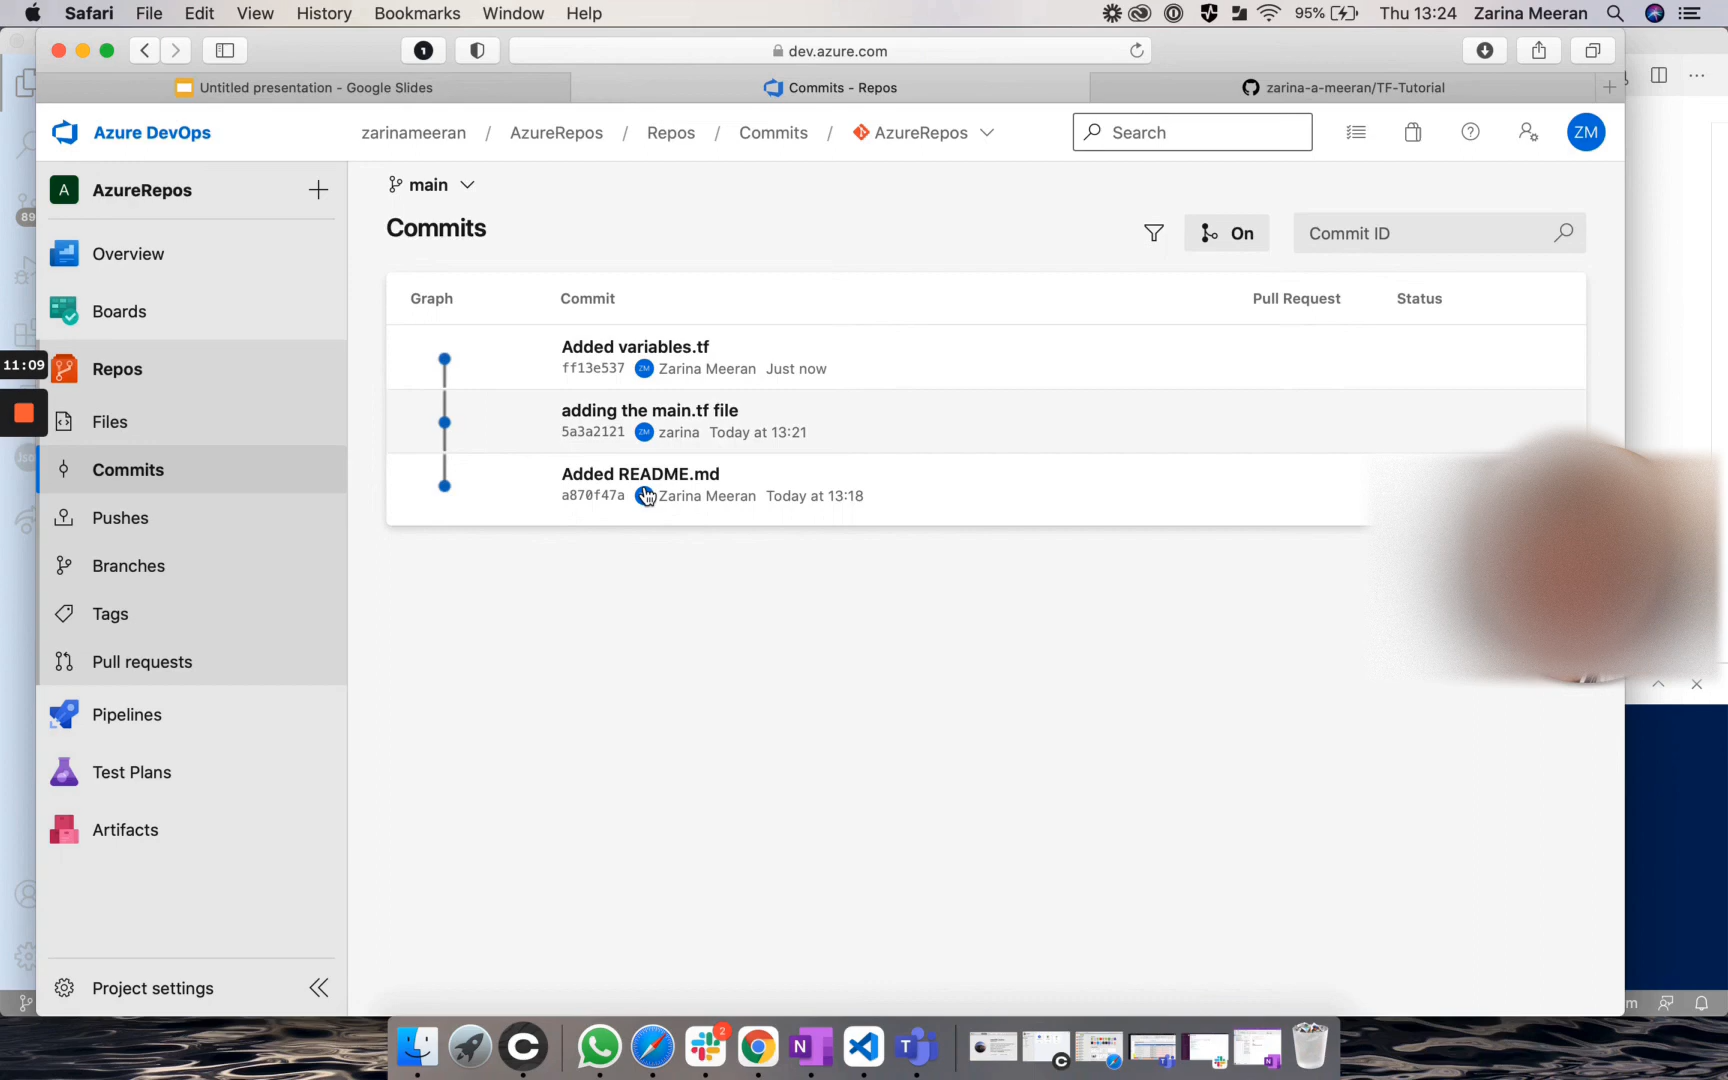 Safari File Edit View History Bookmarks Window Help 95% Thu 13:24 Zarina Meeran
dev.azure.com
Untitled presentation - Google Slides
Commits - Repos
zarina-a-meeran/TF-Tutorial
Azure DevOps
zarinameeran / AzureRepos / Repos / Commits / AzureRepos
Search
ZM
A AzureRepos
Overview
Boards
11:09
Repos
Files
Commits
Pushes
Branches
Tags
Pull requests
Pipelines
Test Plans
Artifacts
Project settings
89
main
Commits
On
Commit ID
Graph Commit Pull Request Status
Added variables.tf
ff13e537 ZM Zarina Meeran Just now
adding the main.tf file
5a3a2121 ZM zarina Today at 13:21
Added README.md
a870f47a Zarina Meeran Today at 13:18
2